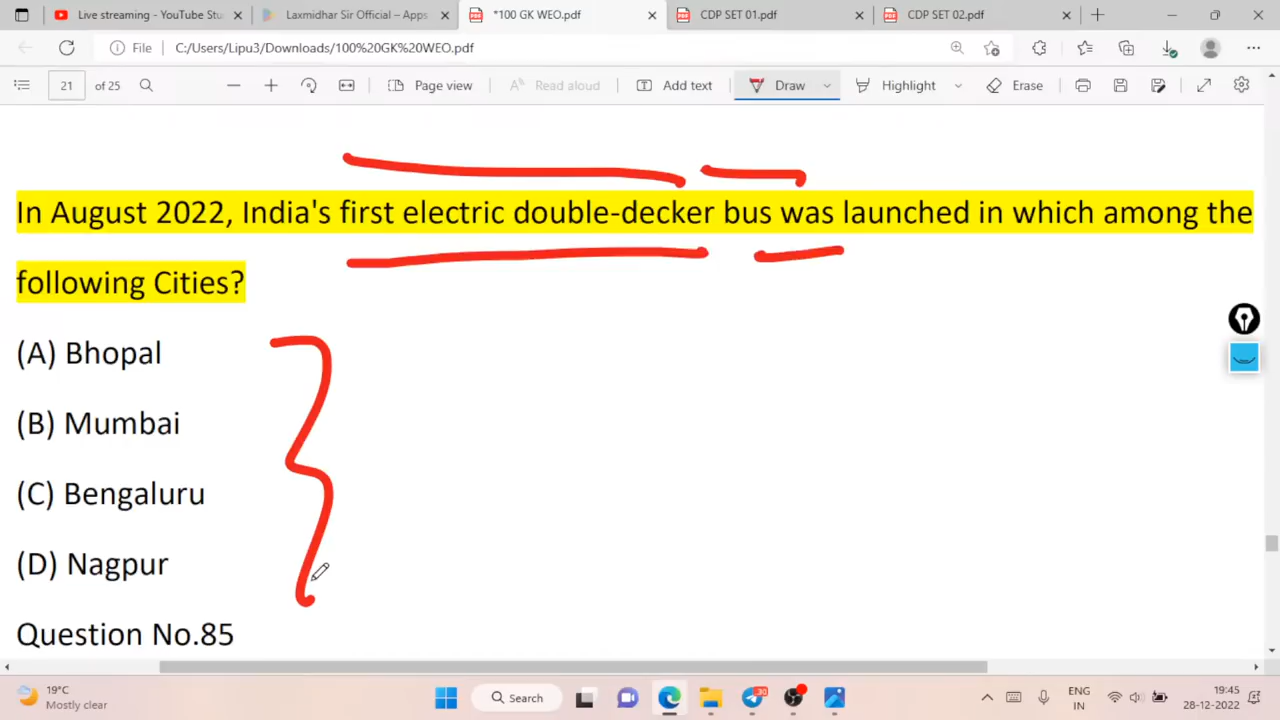 Live streaming - YouTube Stu
Laxmidhar Sir Official – Apps
*100 GK WEO.pdf
CDP SET 01.pdf
CDP SET 02.pdf
File
C:/Users/Lipu3/Downloads/100%20GK%20WEO.pdf
21 of 25
Page view
Read aloud
Add text
Draw
Highlight
Erase
In August 2022, India's first electric double-decker bus was launched in which among the
following Cities?
(A) Bhopal
(B) Mumbai
(C) Bengaluru
(D) Nagpur
Question No.85
19°C
Mostly clear
Search
30
ENG
IN
19:45
28-12-2022